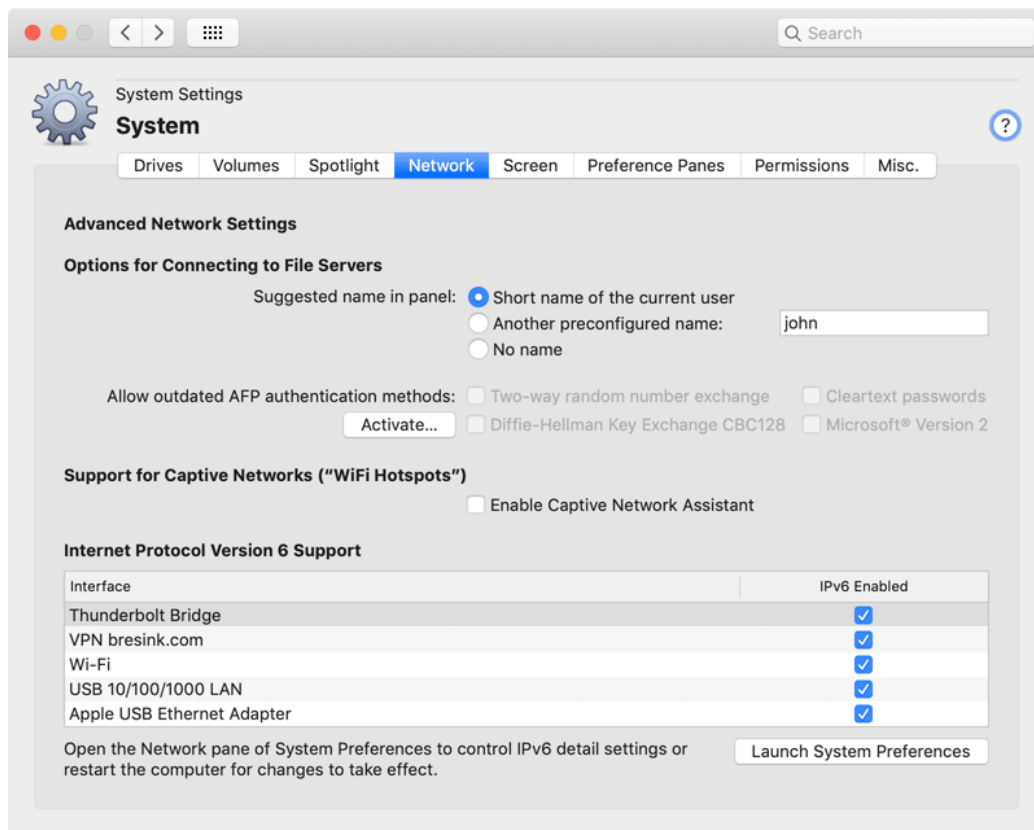 Search
System Settings
System
?
Drives Volumes Spotlight Network Screen Preference Panes Permissions Misc.
Advanced Network Settings
Options for Connecting to File Servers
Suggested name in panel: Short name of the current user
Another preconfigured name: john
No name
Allow outdated AFP authentication methods: Two-way random number exchange Cleartext passwords
Activate... Diffie-Hellman Key Exchange CBC128 Microsoft® Version 2
Support for Captive Networks (“WiFi Hotspots”)
Enable Captive Network Assistant
Internet Protocol Version 6 Support
Interface IPv6 Enabled
Thunderbolt Bridge
VPN bresink.com
Wi-Fi
USB 10/100/1000 LAN
Apple USB Ethernet Adapter
Open the Network pane of System Preferences to control IPv6 detail settings or
restart the computer for changes to take effect.
Launch System Preferences